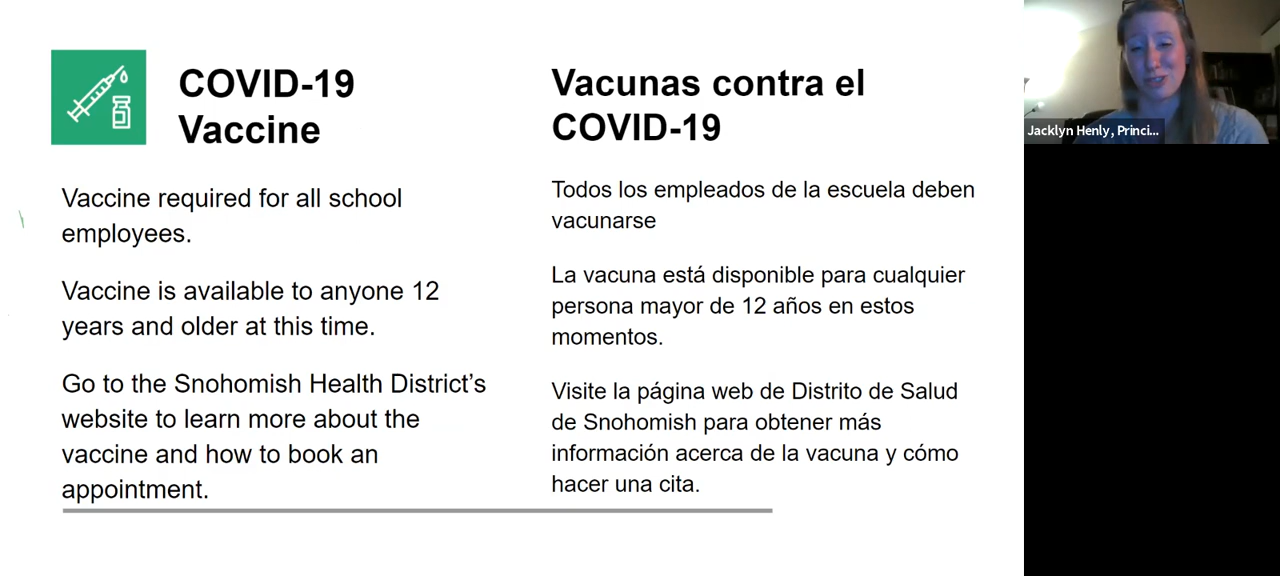 COVID-19
Vaccine
Vaccine required for all school
employees.
Vaccine is available to anyone 12
years and older at this time.
Go to the Snohomish Health District’s
website to learn more about the
vaccine and how to book an
appointment.
Vacunas contra el
COVID-19
Todos los empleados de la escuela deben
vacunarse
La vacuna está disponible para cualquier
persona mayor de 12 años en estos
momentos.
Visite la página web de Distrito de Salud
de Snohomish para obtener más
información acerca de la vacuna y cómo
hacer una cita.
Jacklyn Henly, Princi...